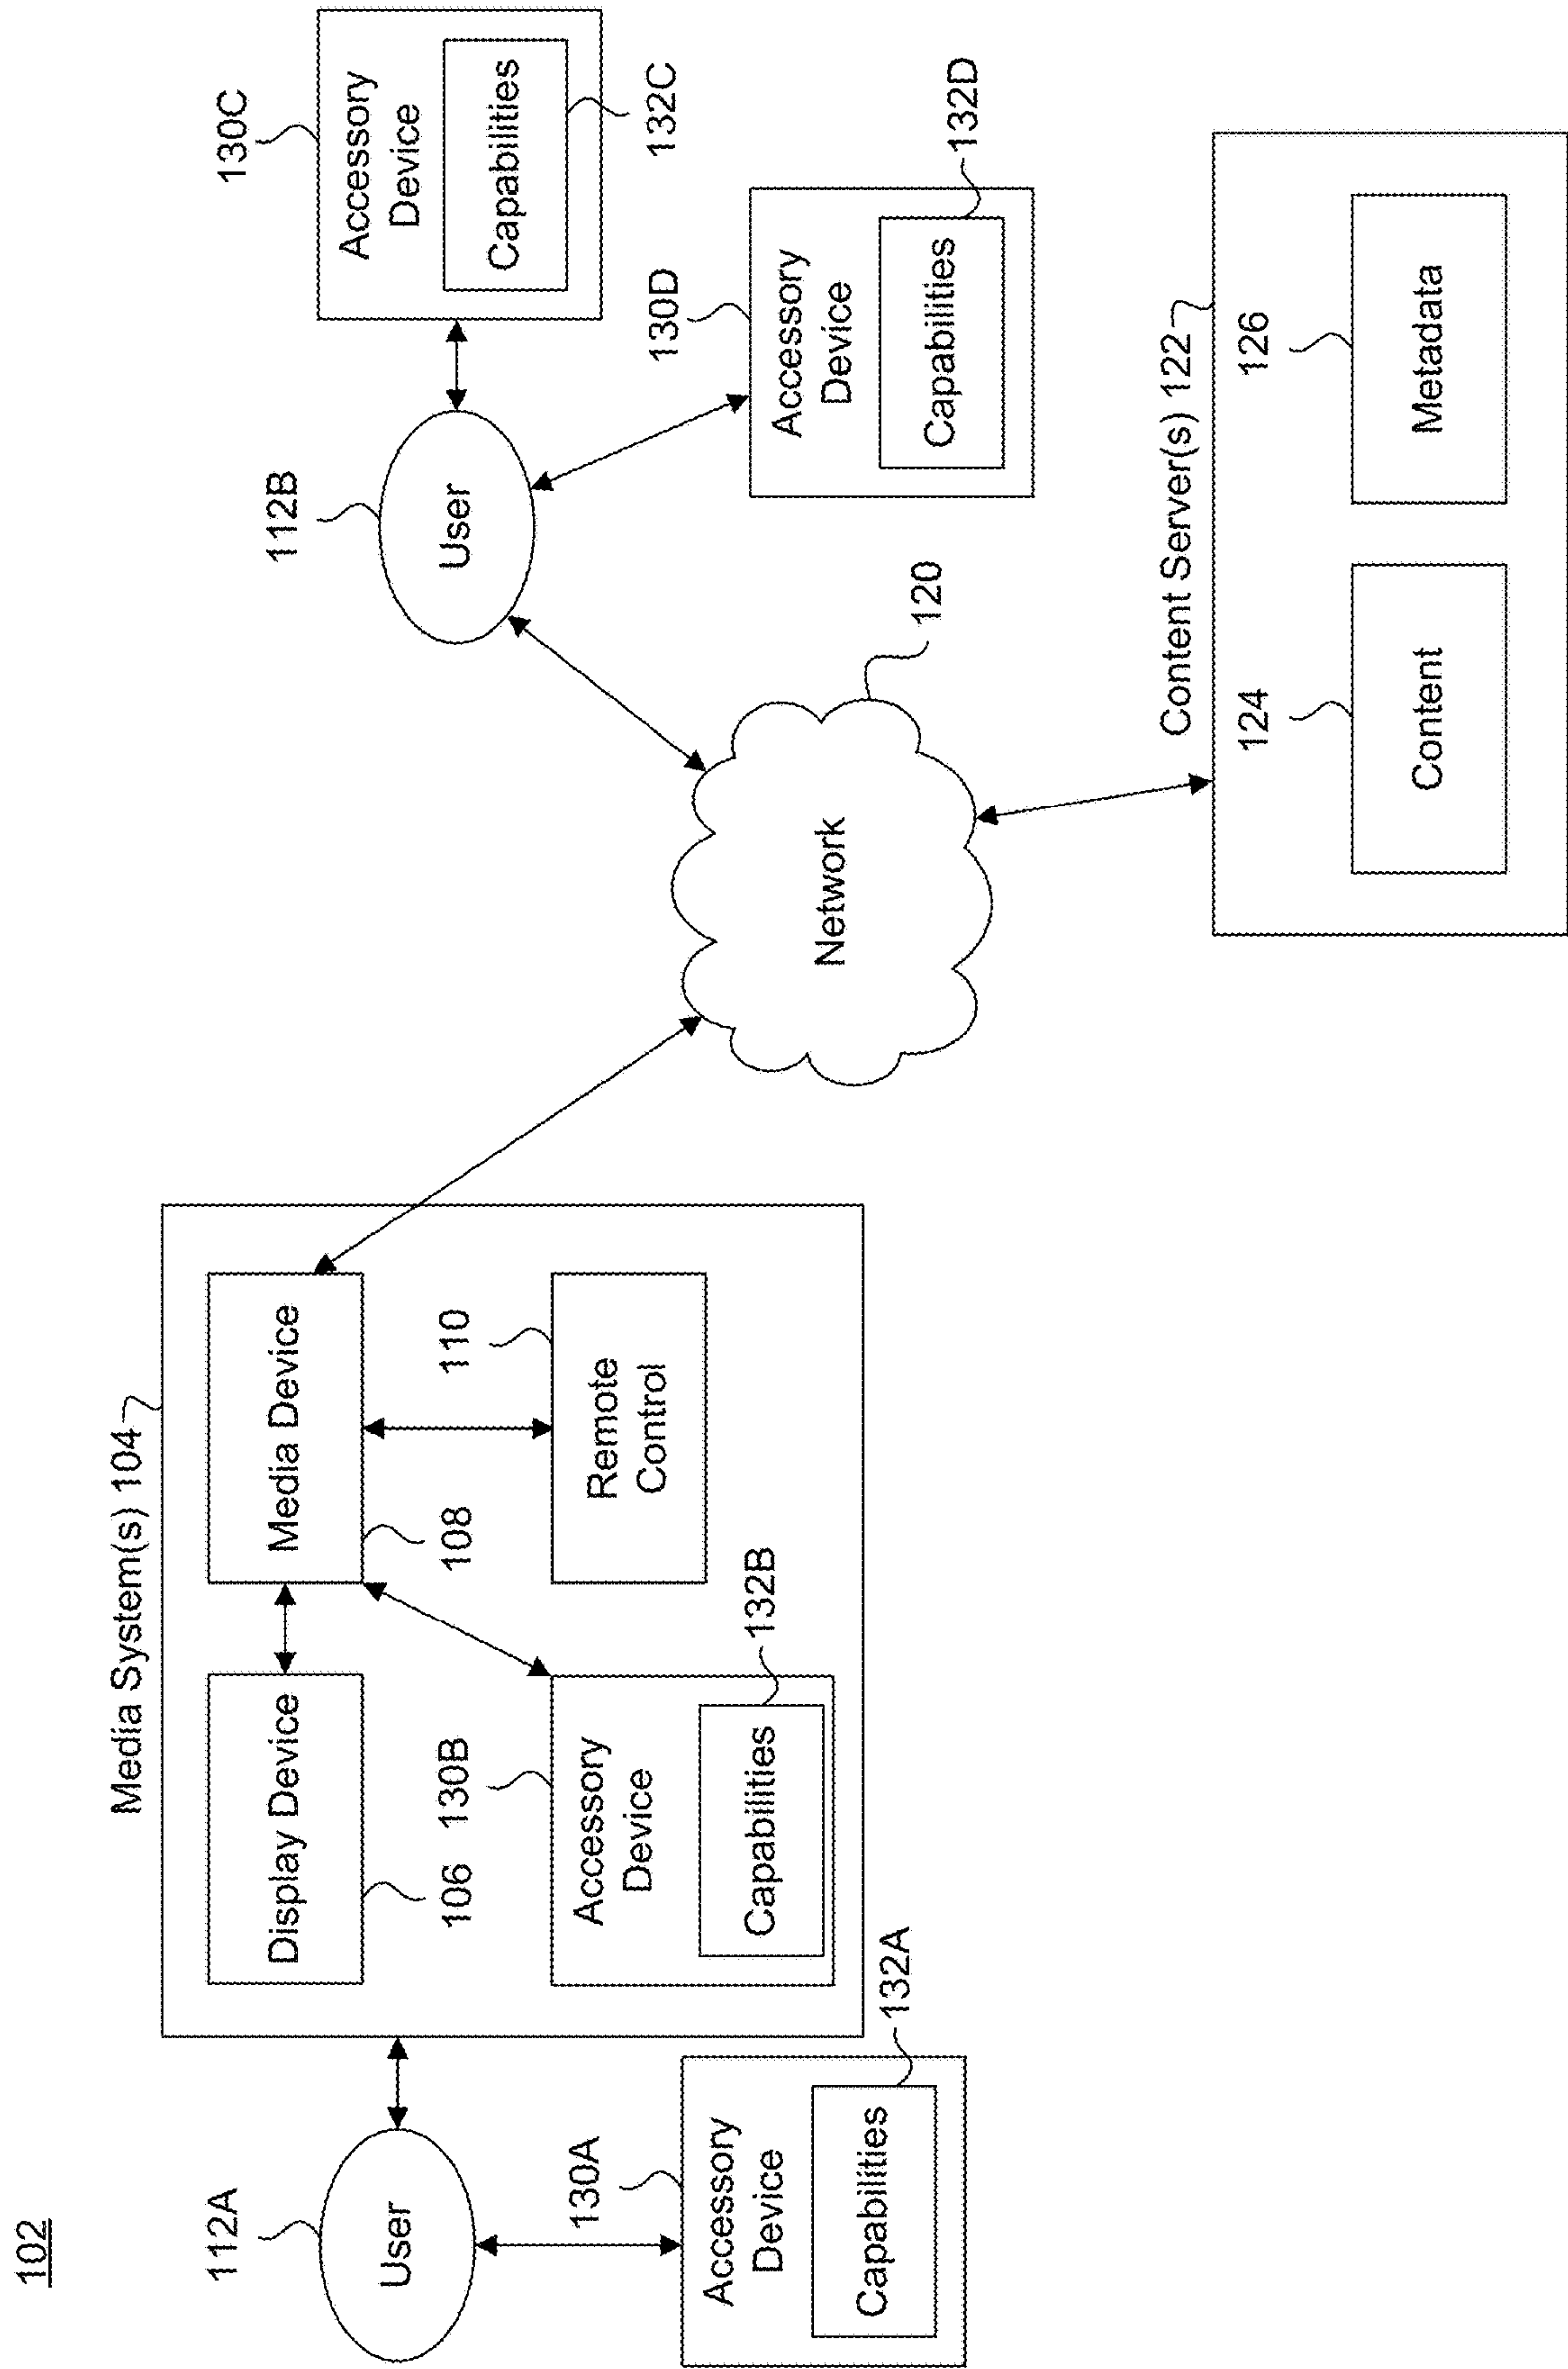 102
Media System(s) 104
Display Device
106
Media Device
108
110
Remote
Control
130B
Accessory
Device
Capabilities
132B
112A
User
130A
Accessory
Device
Capabilities
132A
Network
120
112B
User
130C
Accessory
Device
Capabilities
132C
130D
Accessory
Device
Capabilities
132D
Content Server(s) 122
124
Content
126
Metadata